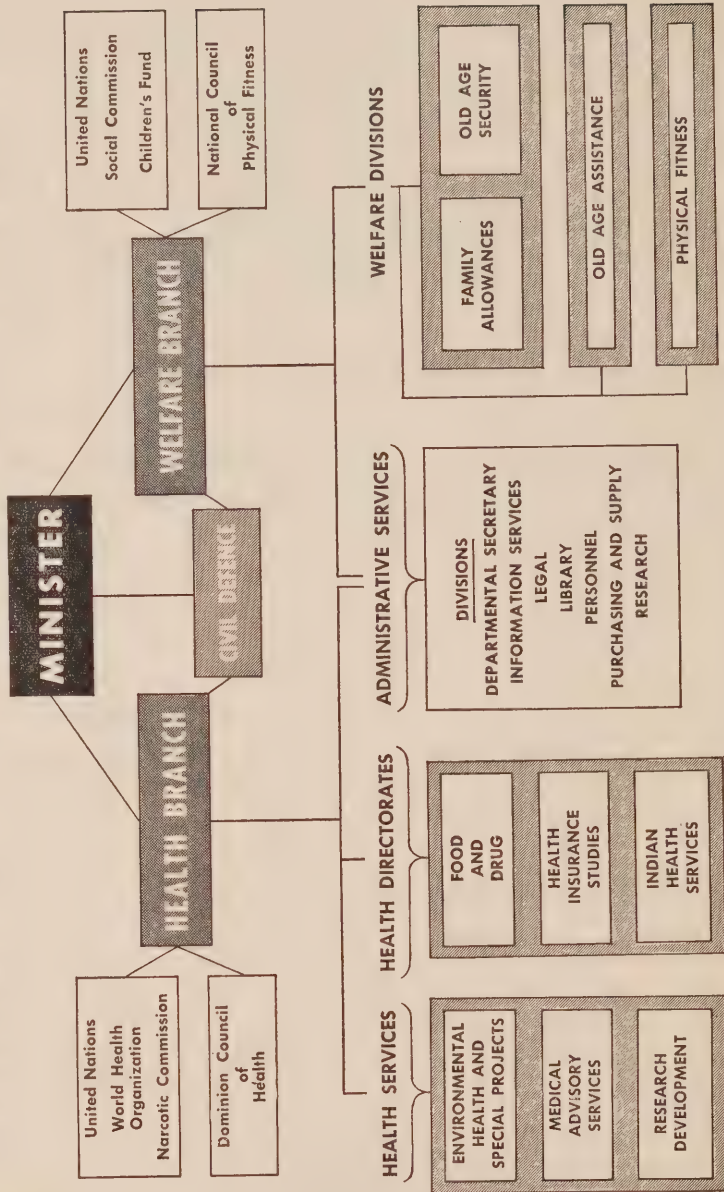 MINISTER
HEALTH BRANCH
CIVIL DEFENCE
WELFARE BRANCH
United Nations
World Health
Organization
Narcotic Commission
Dominion Council
of
Health
United Nations
Social Commission
Children's Fund
National Council
of
Physical Fitness
HEALTH SERVICES
ENVIRONMENTAL
HEALTH AND
SPECIAL PROJECTS
MEDICAL
ADVISORY
SERVICES
RESEARCH
DEVELOPMENT
HEALTH DIRECTORATES
FOOD
AND
DRUG
HEALTH
INSURANCE
STUDIES
INDIAN
HEALTH
SERVICES
ADMINISTRATIVE SERVICES
DIVISIONS
DEPARTMENTAL SECRETARY
INFORMATION SERVICES
LEGAL
LIBRARY
PERSONNEL
PURCHASING AND SUPPLY
RESEARCH
WELFARE DIVISIONS
FAMILY
ALLOWANCES
OLD AGE
SECURITY
OLD AGE ASSISTANCE
PHYSICAL FITNESS